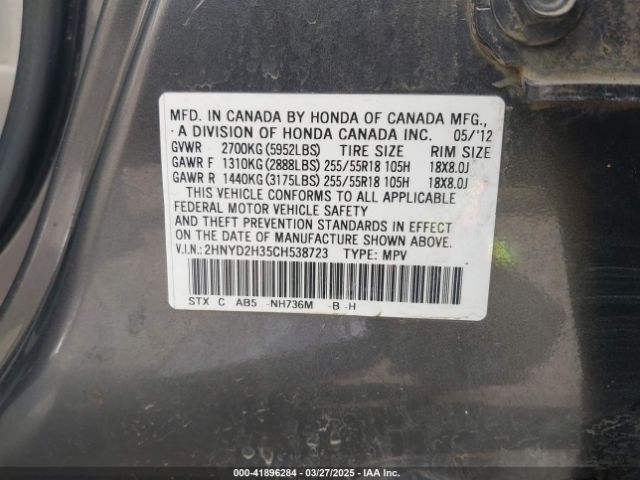 MFD. IN CANADA BY HONDA OF CANADA MFG.,
A DIVISION OF HONDA CANADA INC. 05/'12
GVWR 2700KG(5952LBS) TIRE SIZE RIM SIZE
GAWR F 1310KG(2888LBS) 255/55R18 105H 18X8.0J
GAWR R 1440KG(3175LBS) 255/55R18 105H 18X8.0J
THIS VEHICLE CONFORMS TO ALL APPLICABLE
FEDERAL MOTOR VEHICLE SAFETY
AND THEFT PREVENTION STANDARDS IN EFFECT
ON THE DATE OF MANUFACTURE SHOWN ABOVE.
V.I.N.:2HNYD2H35CH538723 TYPE: MPV
STX C AB5 -NH736M -B -H
000-41896284 - 03/27/2025 - IAA Inc.